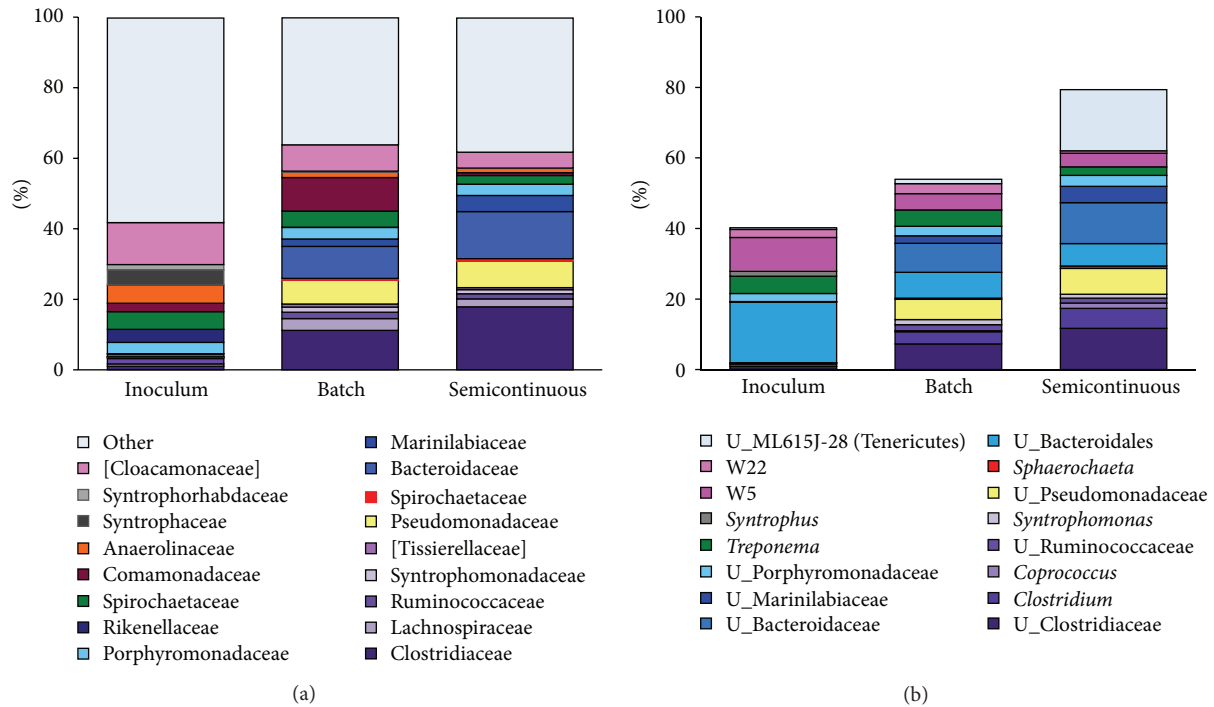 100
80
60
40
20
0
(%)
Inoculum
Batch
Semicontinuous
Other
[Cloacamonaceae]
Syntrophorhabdaceae
Syntrophaceae
Anaerolinaceae
Comamonadaceae
Spirochaetaceae
Rikenellaceae
Porphyromonadaceae
Marinilabiaceae
Bacteroidaceae
Spirochaetaceae
Pseudomonadaceae
[Tissierellaceae]
Syntrophomonadaceae
Ruminococcaceae
Lachnospiraceae
Clostridiaceae
(a)
100
80
60
40
20
0
(%)
Inoculum
Batch
Semicontinuous
U_ML615J-28 (Tenericutes)
W22
W5
Syntrophus
Treponema
U_Porphyromonadaceae
U_Marinilabiaceae
U_Bacteroidaceae
U_Bacteroidales
Sphaerochaeta
U_Pseudomonadaceae
Syntrophomonas
U_Ruminococcaceae
Coprococcus
Clostridium
U_Clostridiaceae
(b)